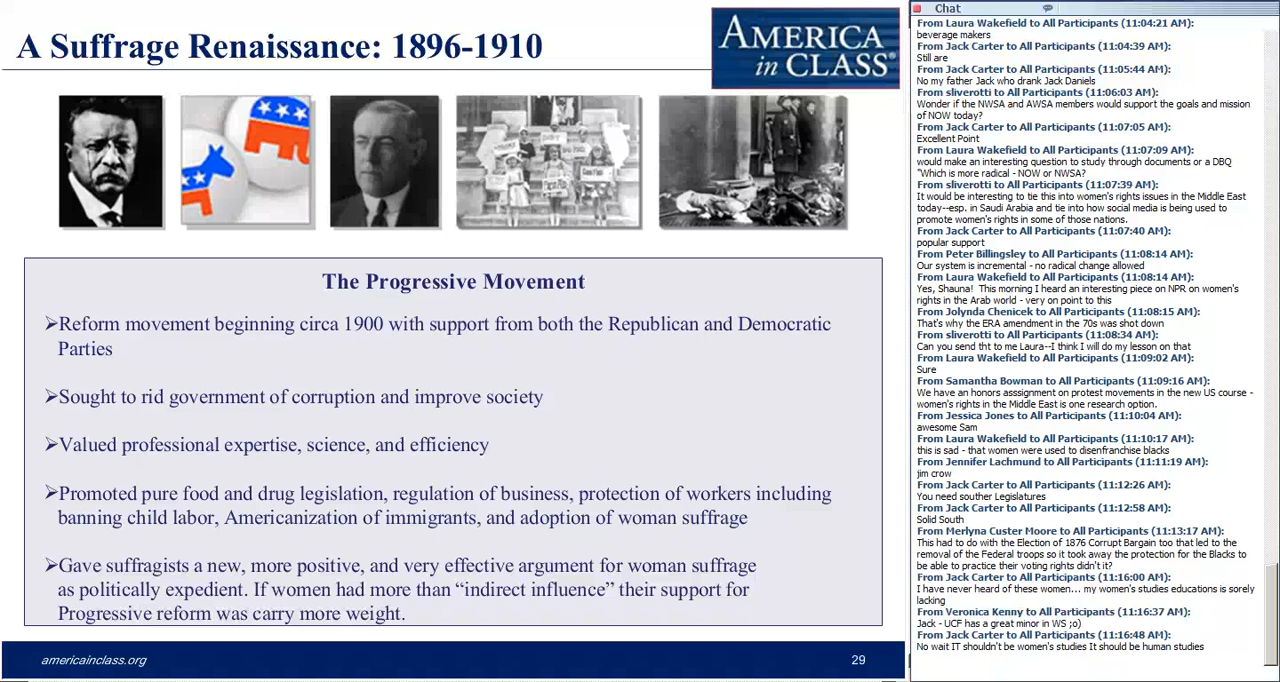 A Suffrage Renaissance: 1896-1910
AMERICA
in CLASS®
The Progressive Movement
➢Reform movement beginning circa 1900 with support from both the Republican and Democratic
Parties
➢Sought to rid government of corruption and improve society
➢Valued professional expertise, science, and efficiency
➢Promoted pure food and drug legislation, regulation of business, protection of workers including
banning child labor, Americanization of immigrants, and adoption of woman suffrage
➢Gave suffragists a new, more positive, and very effective argument for woman suffrage
as politically expedient. If women had more than “indirect influence” their support for
Progressive reform was carry more weight.
americainclass.org
29
Chat
From Laura Wakefield to All Participants (11:04:21 AM):
beverage makers
From Jack Carter to All Participants (11:04:39 AM):
Still are
From Jack Carter to All Participants (11:05:44 AM):
No my father Jack who drank Jack Daniels
From sliverotti to All Participants (11:06:03 AM):
Wonder if the NWSA and AWSA members would support the goals and mission
of NOW today?
From Jack Carter to All Participants (11:07:05 AM):
Excellent Point
From Laura Wakefield to All Participants (11:07:09 AM):
would make an interesting question to study through documents or a DBQ
"Which is more radical - NOW or NWSA?
From sliverotti to All Participants (11:07:39 AM):
It would be interesting to tie this into women's rights issues in the Middle East
today--esp. in Saudi Arabia and tie into how social media is being used to
promote women's rights in some of those nations.
From Jack Carter to All Participants (11:07:40 AM):
popular support
From Peter Billingsley to All Participants (11:08:14 AM):
Our system is incremental - no radical change allowed
From Laura Wakefield to All Participants (11:08:14 AM):
Yes, Shauna!  This morning I heard an interesting piece on NPR on women's
rights in the Arab world - very on point to this
From Jolynda Chenicek to All Participants (11:08:15 AM):
That's why the ERA amendment in the 70s was shot down
From sliverotti to All Participants (11:08:34 AM):
Can you send tht to me Laura--I think I will do my lesson on that
From Laura Wakefield to All Participants (11:09:02 AM):
Sure
From Samantha Bowman to All Participants (11:09:16 AM):
We have an honors asssignment on protest movements in the new US course -
women's rights in the Middle East is one research option.
From Jessica Jones to All Participants (11:10:04 AM):
awesome Sam
From Laura Wakefield to All Participants (11:10:17 AM):
this is sad - that women were used to disenfranchise blacks
From Jennifer Lachmund to All Participants (11:11:19 AM):
jim crow
From Jack Carter to All Participants (11:12:26 AM):
You need souther Legislatures
From Jack Carter to All Participants (11:12:58 AM):
Solid South
From Merlyna Custer Moore to All Participants (11:13:17 AM):
This had to do with the Election of 1876 Corrupt Bargain too that led to the
removal of the Federal troops so it took away the protection for the Blacks to
be able to practice their voting rights didn't it?
From Jack Carter to All Participants (11:16:00 AM):
I have never heard of these women... my women's studies educations is sorely
lacking
From Veronica Kenny to All Participants (11:16:37 AM):
Jack - UCF has a great minor in WS ;o)
From Jack Carter to All Participants (11:16:48 AM):
No wait IT shouldn't be women's studies It should be human studies